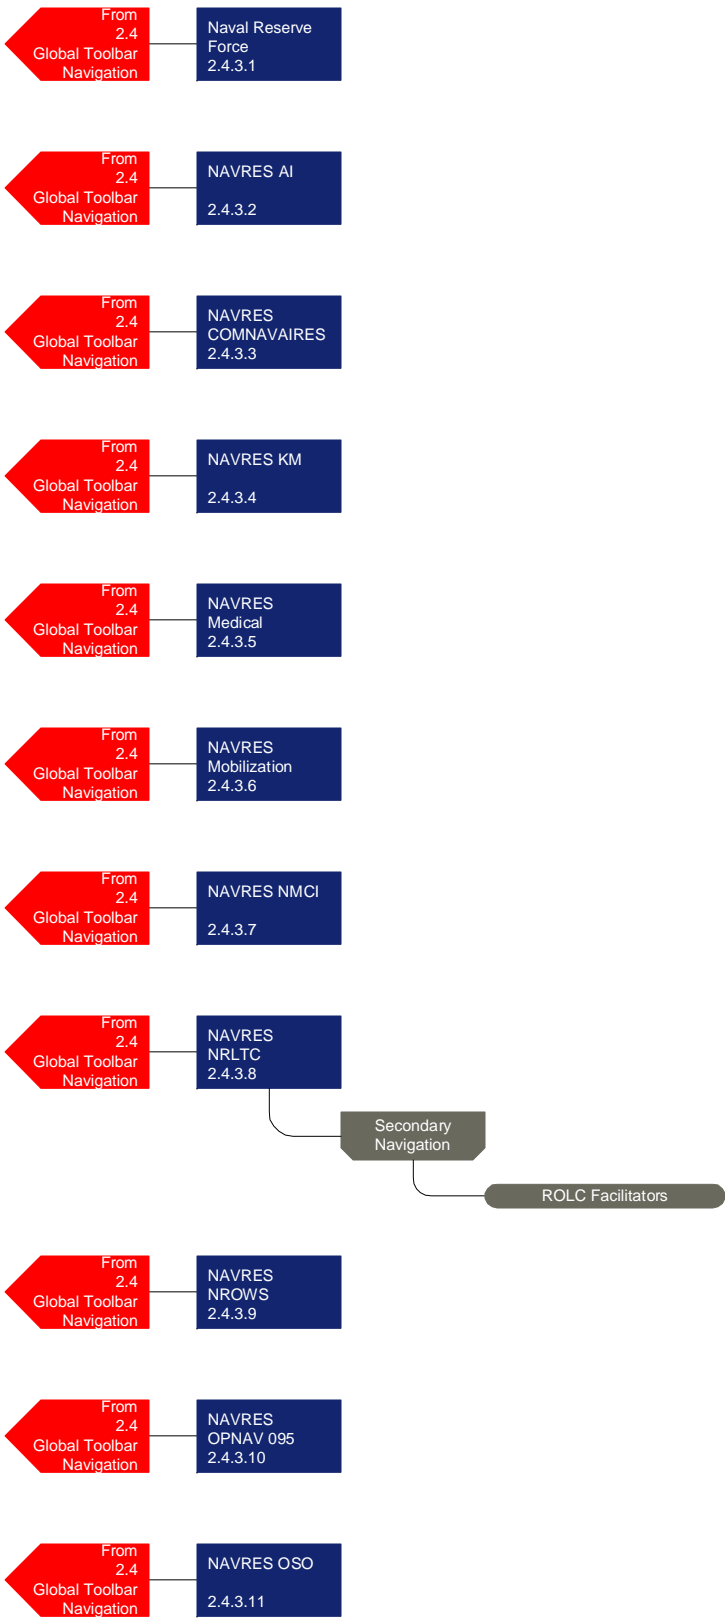 From
2.4
Global Toolbar
Navigation
Naval Reserve
Force
2.4.3.1
From
2.4
Global Toolbar
Navigation
NAVRES AI
2.4.3.2
From
2.4
Global Toolbar
Navigation
NAVRES
COMNAVAIRES
2.4.3.3
From
2.4
Global Toolbar
Navigation
NAVRES KM
2.4.3.4
From
2.4
Global Toolbar
Navigation
NAVRES
Medical
2.4.3.5
From
2.4
Global Toolbar
Navigation
NAVRES
Mobilization
2.4.3.6
From
2.4
Global Toolbar
Navigation
NAVRES NMCI
2.4.3.7
From
2.4
Global Toolbar
Navigation
NAVRES
NRLTC
2.4.3.8
Secondary
Navigation
ROLC Facilitators
From
2.4
Global Toolbar
Navigation
NAVRES
NROWS
2.4.3.9
From
2.4
Global Toolbar
Navigation
NAVRES
OPNAV 095
2.4.3.10
From
2.4
Global Toolbar
Navigation
NAVRES OSO
2.4.3.11